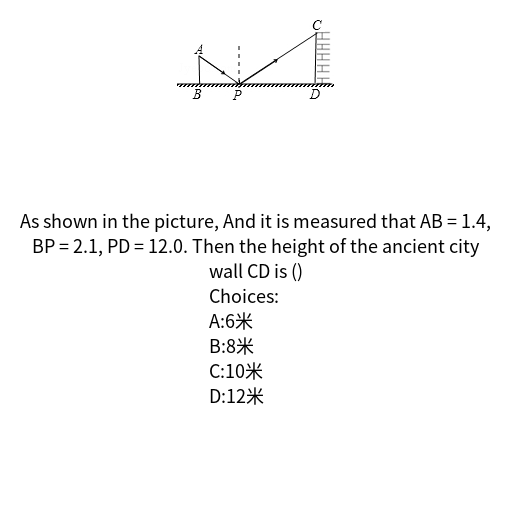 C
A
B P D
As shown in the picture, And it is measured that AB = 1.4,
BP = 2.1, PD = 12.0. Then the height of the ancient city
wall CD is ()
Choices:
A:6米
B:8米
C:10米
D:12米